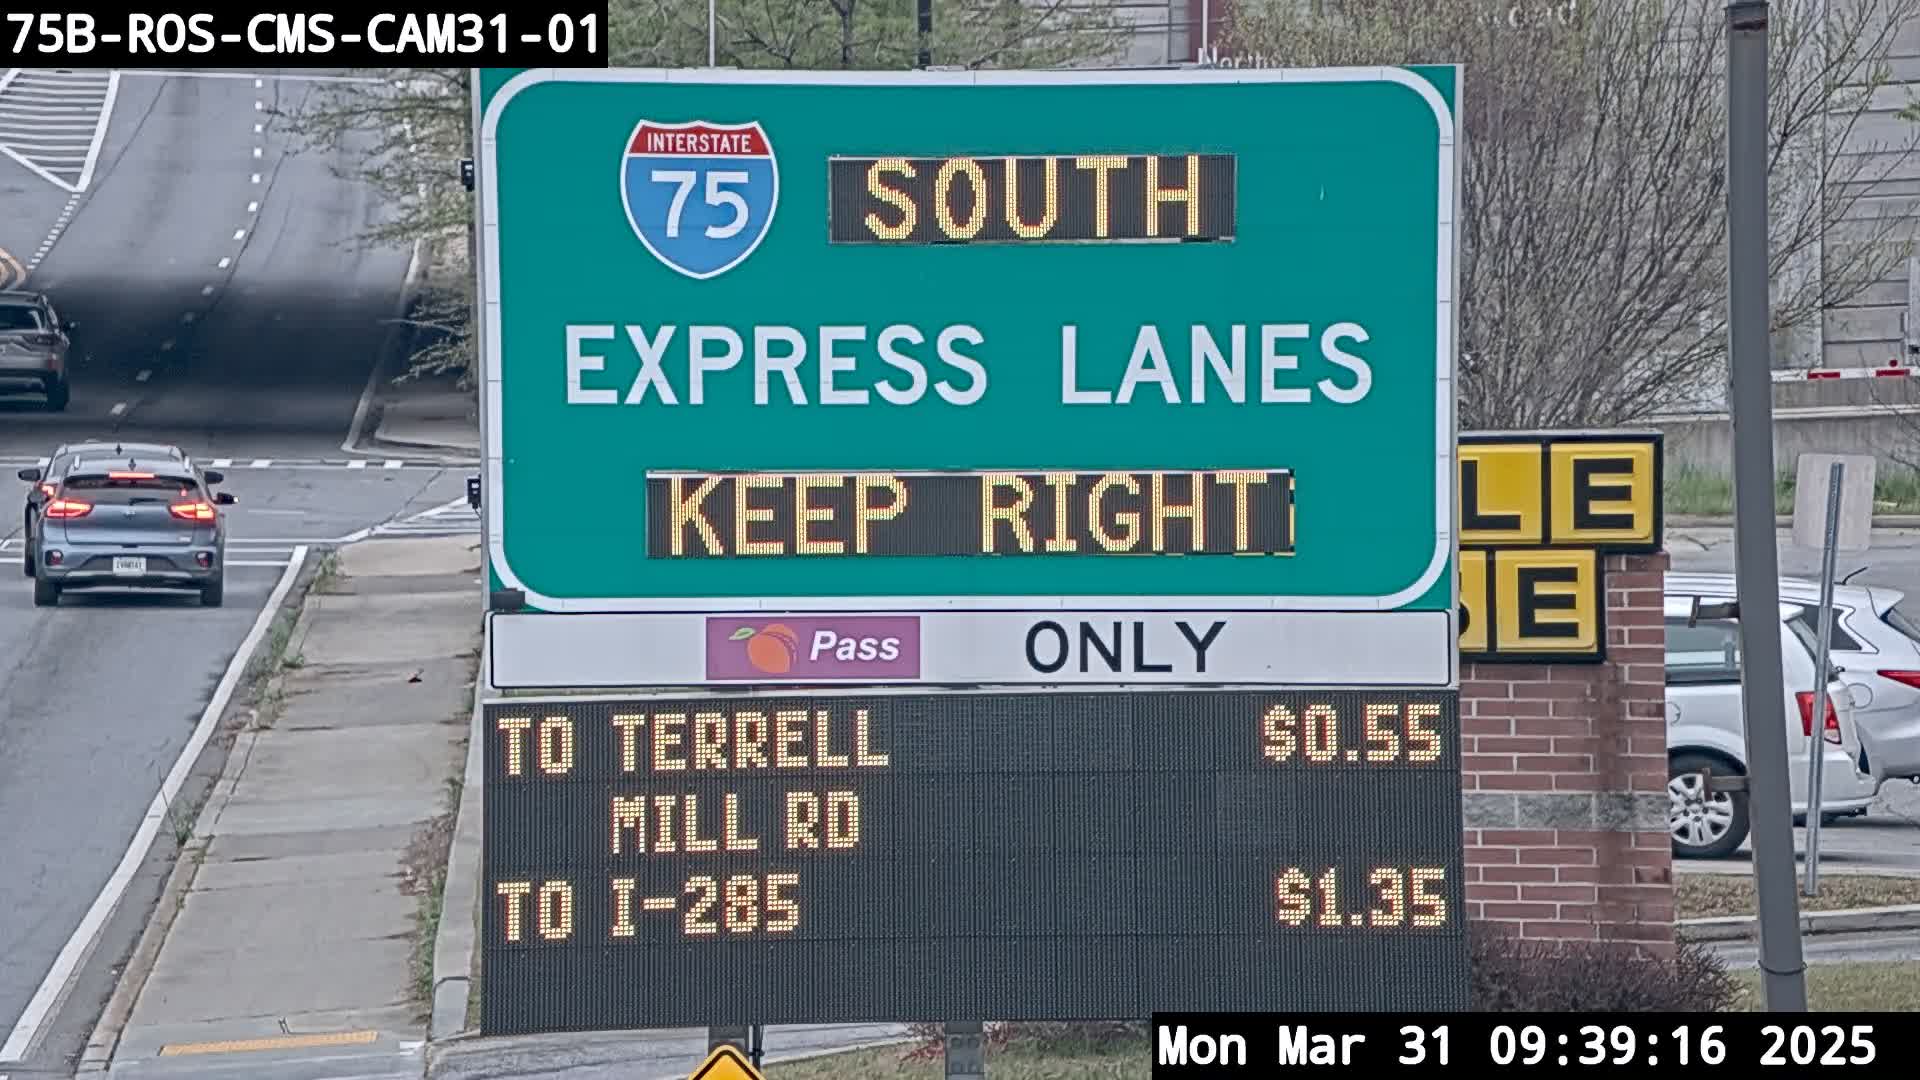 75B-ROS-CMS-CAM31-01
INTERSTATE
75
SOUTH
EXPRESS LANES
KEEP RIGHT
Pass ONLY
TO TERRELL $0.55
MILL RD
TO I-285 $1.35
LE
E
Mon Mar 31 09:39:16 2025